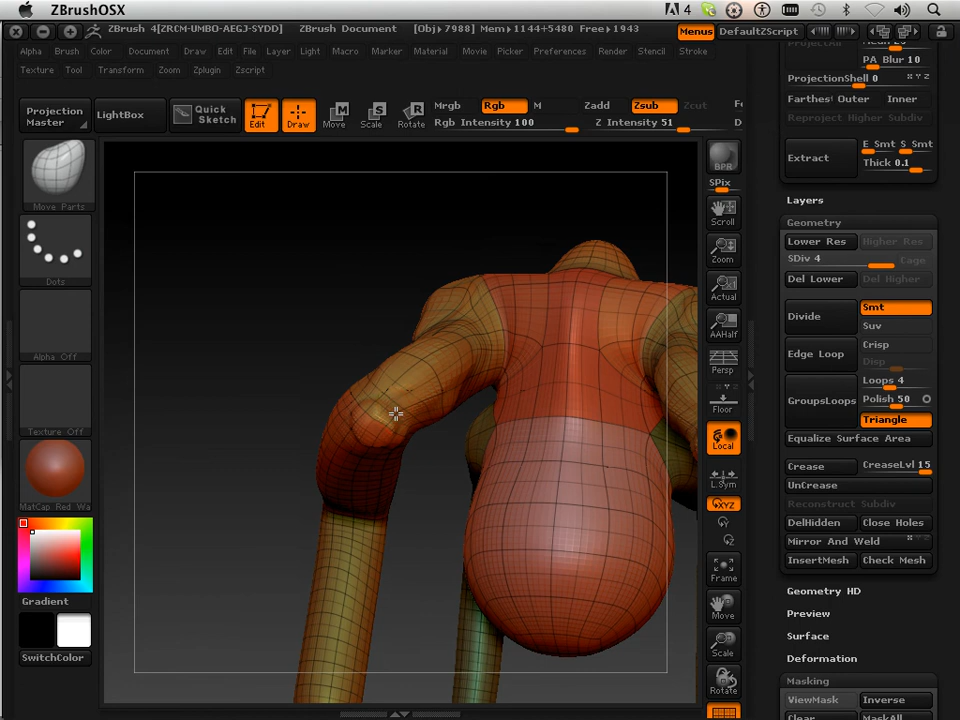 ZBrushOSX
4
ZBrush 4[ZRCM-UMBO-AEGJ-SYDD]
ZBrush Document
[Obj▸7988] Mem▸1144+5480 Free▸1943
Menus
DefaultZScript
Alpha Brush Color Document Draw Edit File Layer Light Macro Marker Material Movie Picker Preferences Render Stencil Stroke
Texture Tool Transform Zoom Zplugin Zscript
Projection Master
LightBox
Quick Sketch
Edit
Draw
Move
Scale
Rotate
Mrgb Rgb M
Rgb Intensity 100
Zadd Zsub Zcut
Z Intensity 51
Move Parts
Dots
Alpha Off
Texture Off
MatCap Red Wa
Gradient
SwitchColor
BPR
SPix
Scroll
Zoom
Actual
AAHalf
Persp
Floor
Local
L.Sym
XYZ
Frame
Move
Scale
Rotate
ProjectAll
Mean 25
PA Blur 10
ProjectionShell 0
X Y Z
Farthest Outer Inner
Reproject Higher Subdiv
Extract
E Smt S Smt
Thick 0.1
Layers
Geometry
Lower Res Higher Res
SDiv 4
Cage
Del Lower Del Higher
Divide
Smt
Suv
Edge Loop
Crisp
Disp
GroupsLoops
Loops 4
Polish 50
Triangle
Equalize Surface Area
Crease CreaseLvl 15
UnCrease
Reconstruct Subdiv
DelHidden Close Holes
Mirror And Weld
InsertMesh Check Mesh
Geometry HD
Preview
Surface
Deformation
Masking
ViewMask Inverse
Clear MaskAll